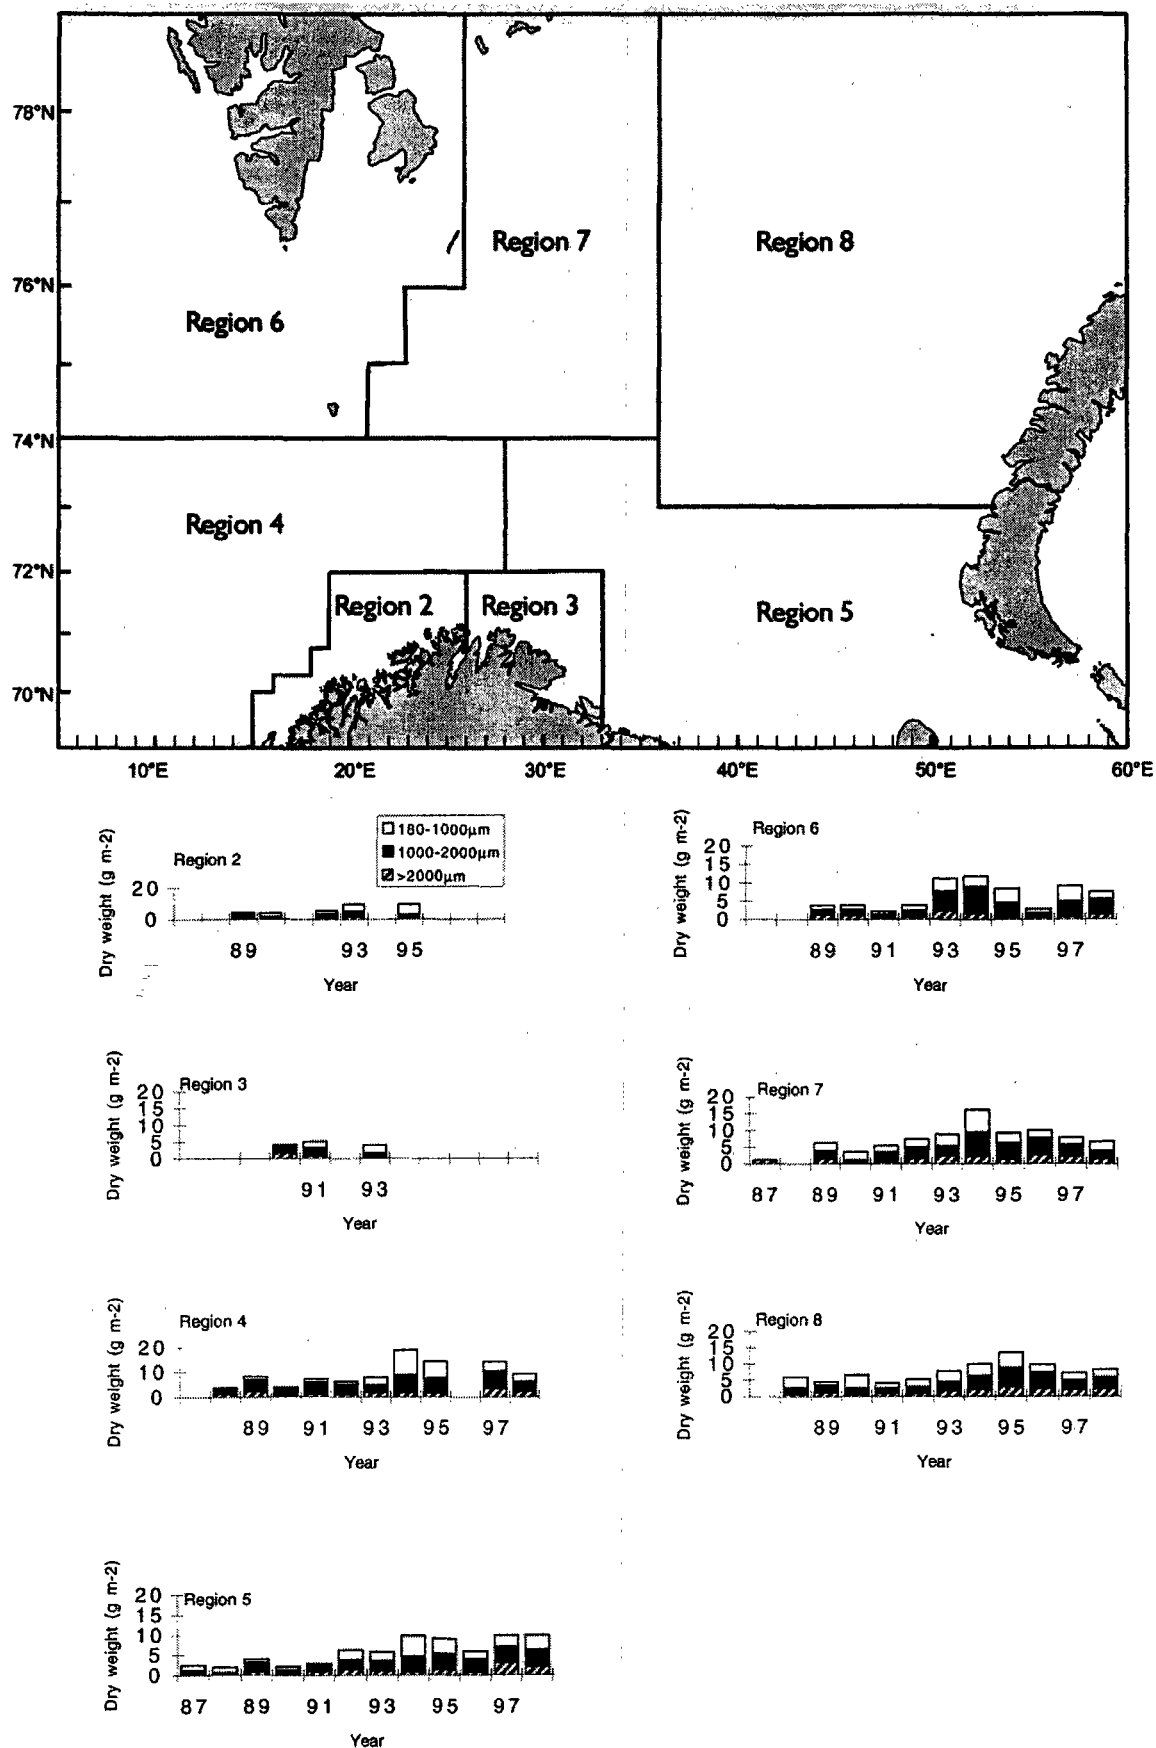 78°N
76°N
74°N
72°N
70°N
Region 7
Region 8
Region 6
Region 4
Region 2
Region 3
Region 5
10°E 20°E 30°E 40°E 50°E 60°E
Dry weight (g m-2)
Region 2
180-1000µm
1000-2000µm
>2000µm
20
0
89 93 95
Year
Dry weight (g m-2)
Region 6
20
15
10
5
0
89 91 93 95 97
Year
Dry weight (g m-2)
Region 3
20
15
10
5
0
91 93
Year
Dry weight (g m-2)
Region 7
20
15
10
5
0
87 89 91 93 95 97
Year
Dry weight (g m-2)
Region 4
20
10
0
89 91 93 95 97
Year
Dry weight (g m-2)
Region 8
20
15
10
5
0
89 91 93 95 97
Year
Dry weight (g m-2)
Region 5
20
15
10
5
0
87 89 91 93 95 97
Year